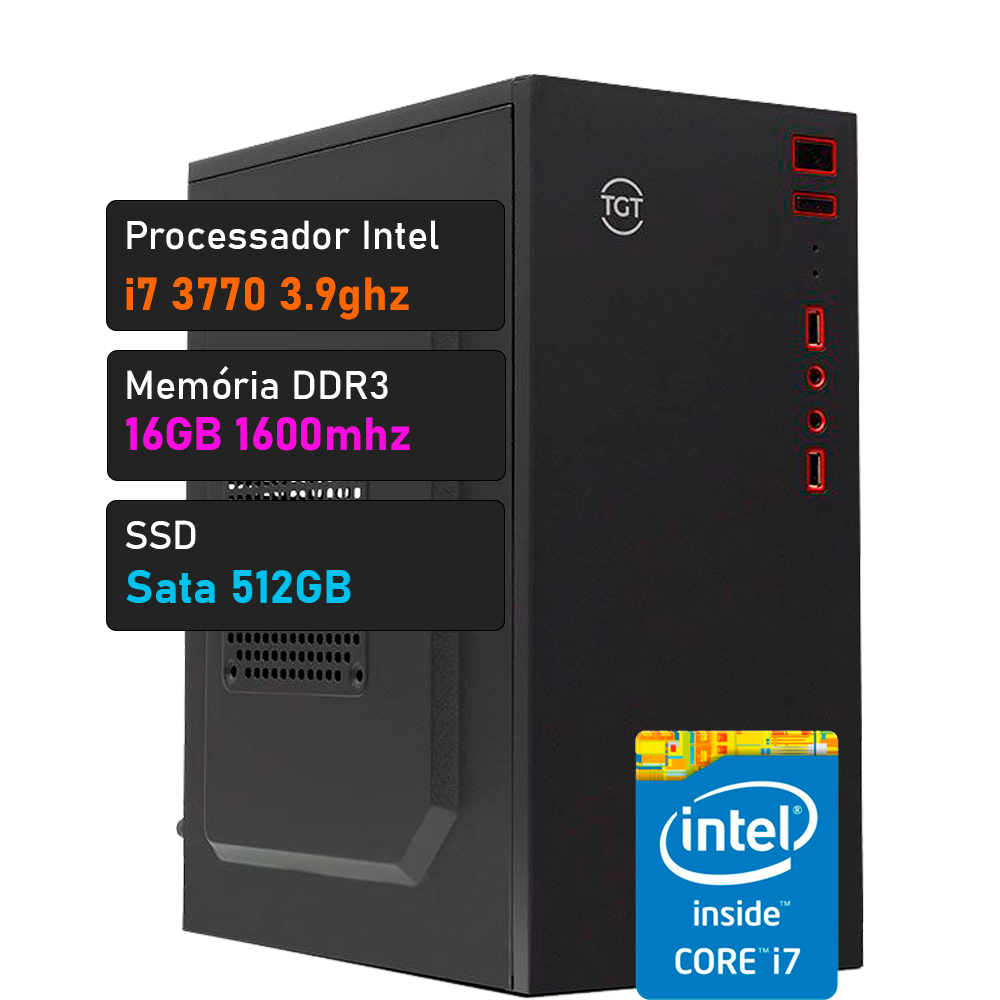 TGT
Processador Intel
i7 3770 3.9ghz
Memória DDR3
16GB 1600mhz
SSD
Sata 512GB
intel®
inside™
CORE™ i7